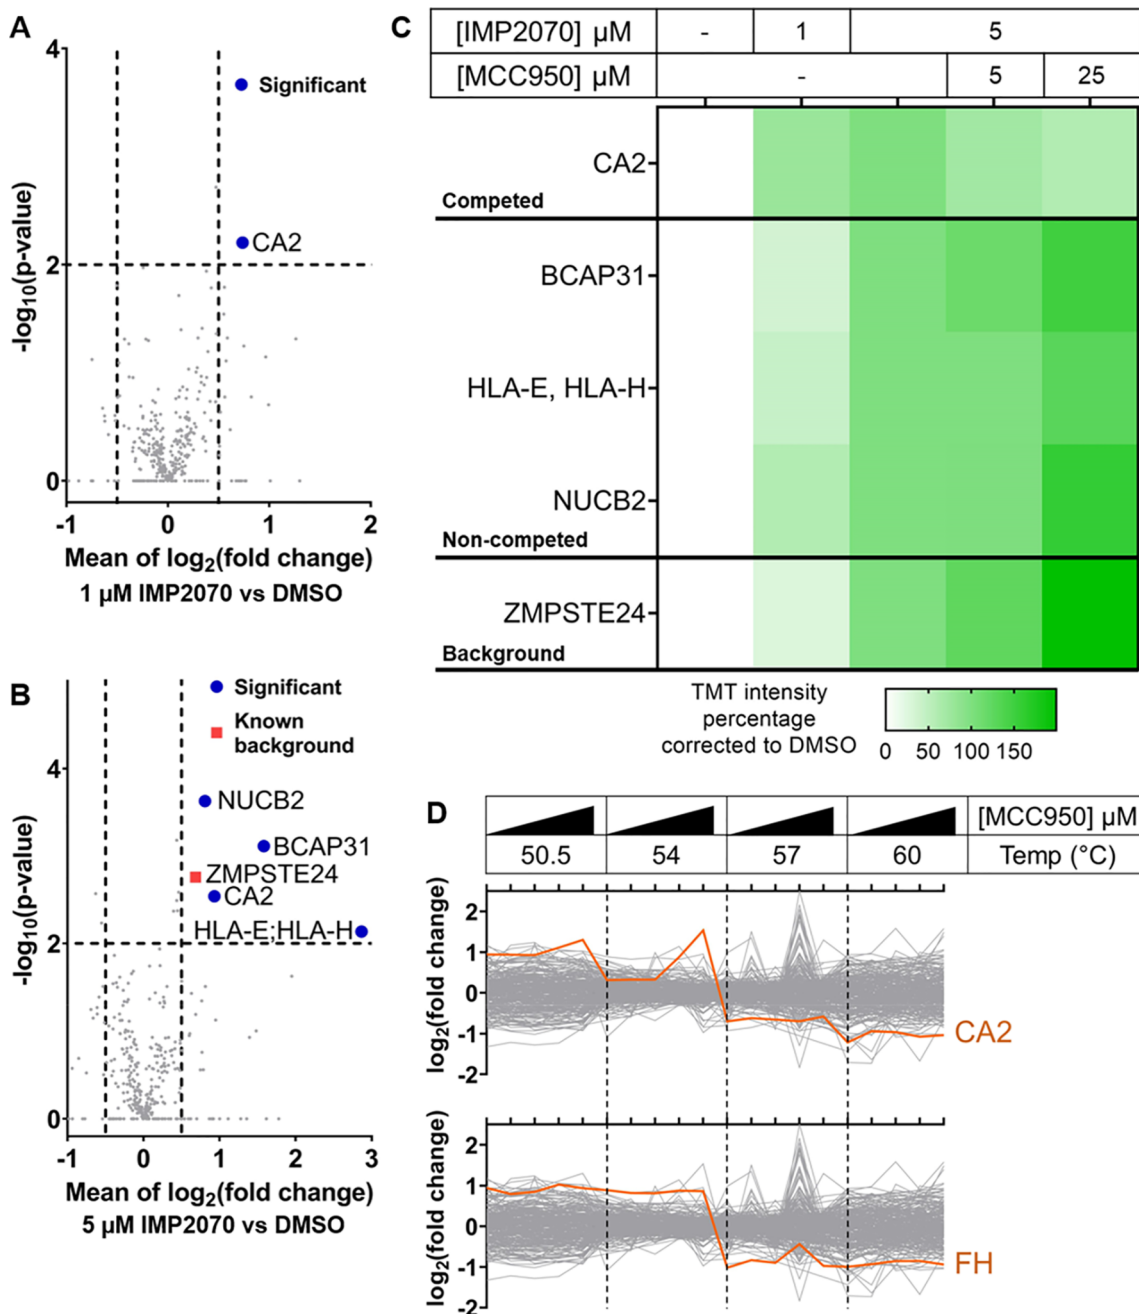 A
4
Significant
CA2
2
0
-log10(p-value)
-1 0 1 2
Mean of log2(fold change)
1 µM IMP2070 vs DMSO
B
Significant
Known
background
4
NUCB2
BCAP31
ZMPSTE24
CA2
HLA-E;HLA-H
2
0
-log10(p-value)
-1 0 1 2 3
Mean of log2(fold change)
5 µM IMP2070 vs DMSO
C
[IMP2070] µM - 1 5
[MCC950] µM - 5 25
CA2
Competed
BCAP31
HLA-E, HLA-H
NUCB2
Non-competed
ZMPSTE24
Background
TMT intensity
percentage
corrected to DMSO
0 50 100 150
D
[MCC950] µM
50.5 54 57 60 Temp (°C)
log2(fold change)
2
1
0
-1
-2
CA2
log2(fold change)
2
1
0
-1
-2
FH